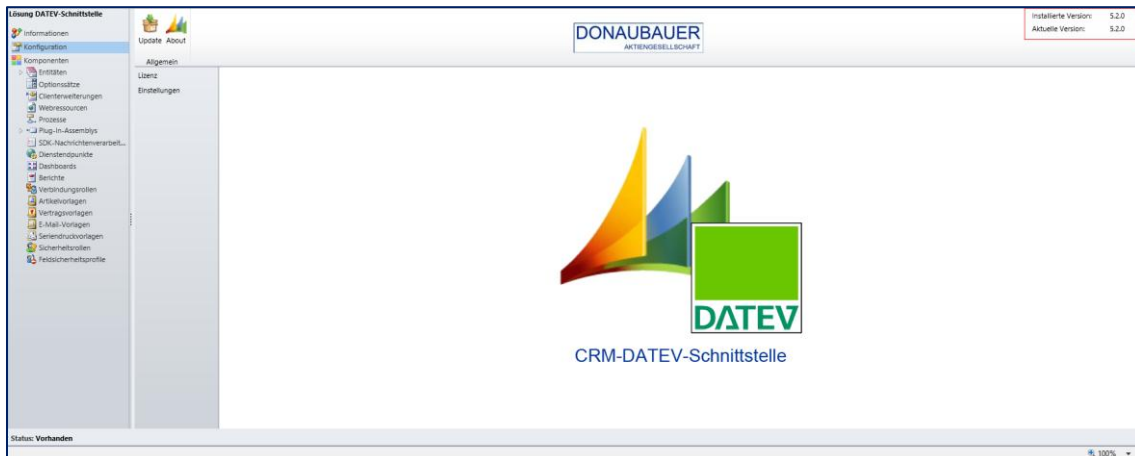 Lösung DATEV-Schnittstelle
Informationen
Konfiguration
Komponenten
Entitäten
Optionssätze
Clienterweiterungen
Webressourcen
Prozesse
Plug-In-Assemblys
SDK-Nachrichtenverarbeit...
Dienstendpunkte
Dashboards
Berichte
Verbindungsrollen
Artikelvorlagen
Vertragsvorlagen
E-Mail-Vorlagen
Seriendruckvorlagen
Sicherheitsrollen
Feldsicherheitsprofile
Update About
Allgemein
Lizenz
Einstellungen
DONAUBAUER
AKTIENGESELLSCHAFT
Installierte Version: 5.2.0
Aktuelle Version: 5.2.0
DATEV
CRM-DATEV-Schnittstelle
Status: Vorhanden
100%